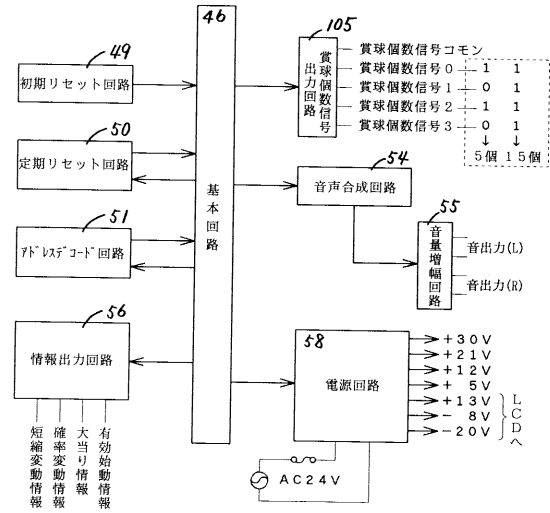 46
49
初期リセット回路
50
定期リセット回路
51
アドレスデコード回路
56
情報出力回路
短縮変動情報
確率変動情報
大当り情報
有効始動情報
基本回路
105
賞球個数信号
出力回路
賞球個数信号コモン
賞球個数信号0 1 1
賞球個数信号1 0 1
賞球個数信号2 1 1
賞球個数信号3 0 1
↓ ↓
5個 15個
54
音声合成回路
55
音量増幅回路
音出力(L)
音出力(R)
58
電源回路
+30V
+21V
+12V
+ 5V
+13V
- 8V
-20V
LCDへ
AC24V